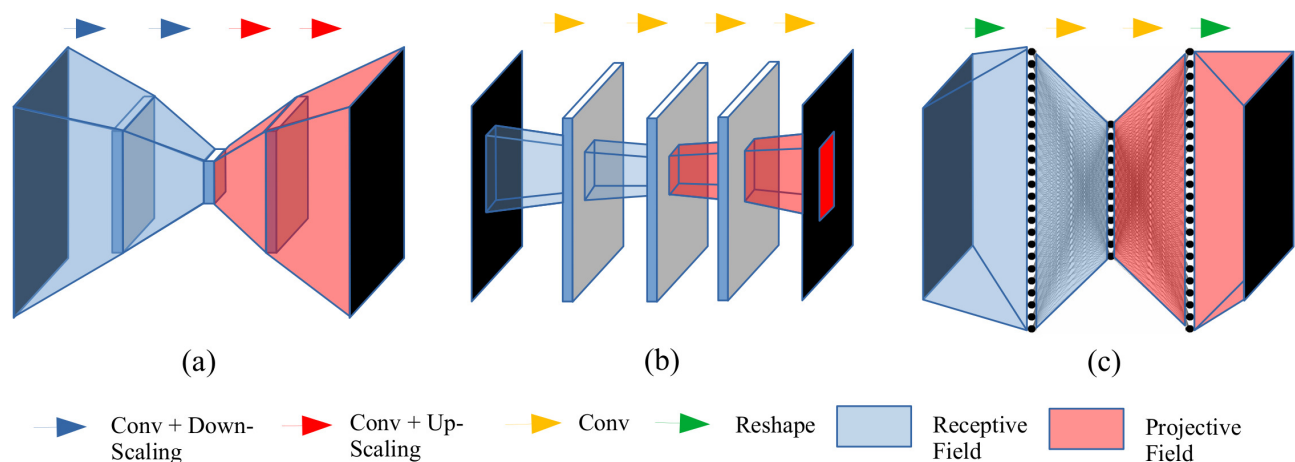 (a)
(b)
(c)
Conv + Down-
Scaling
Conv + Up-
Scaling
Conv
Reshape
Receptive
Field
Projective
Field